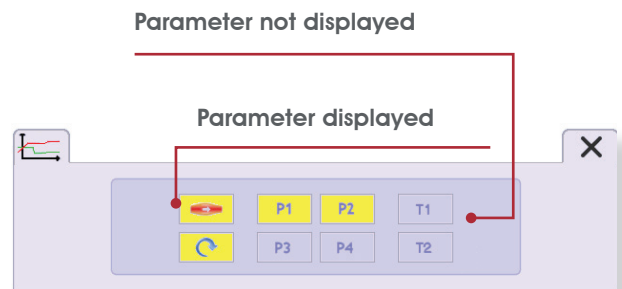 Parameter not displayed
Parameter displayed
P1 P2 T1
P3 P4 T2